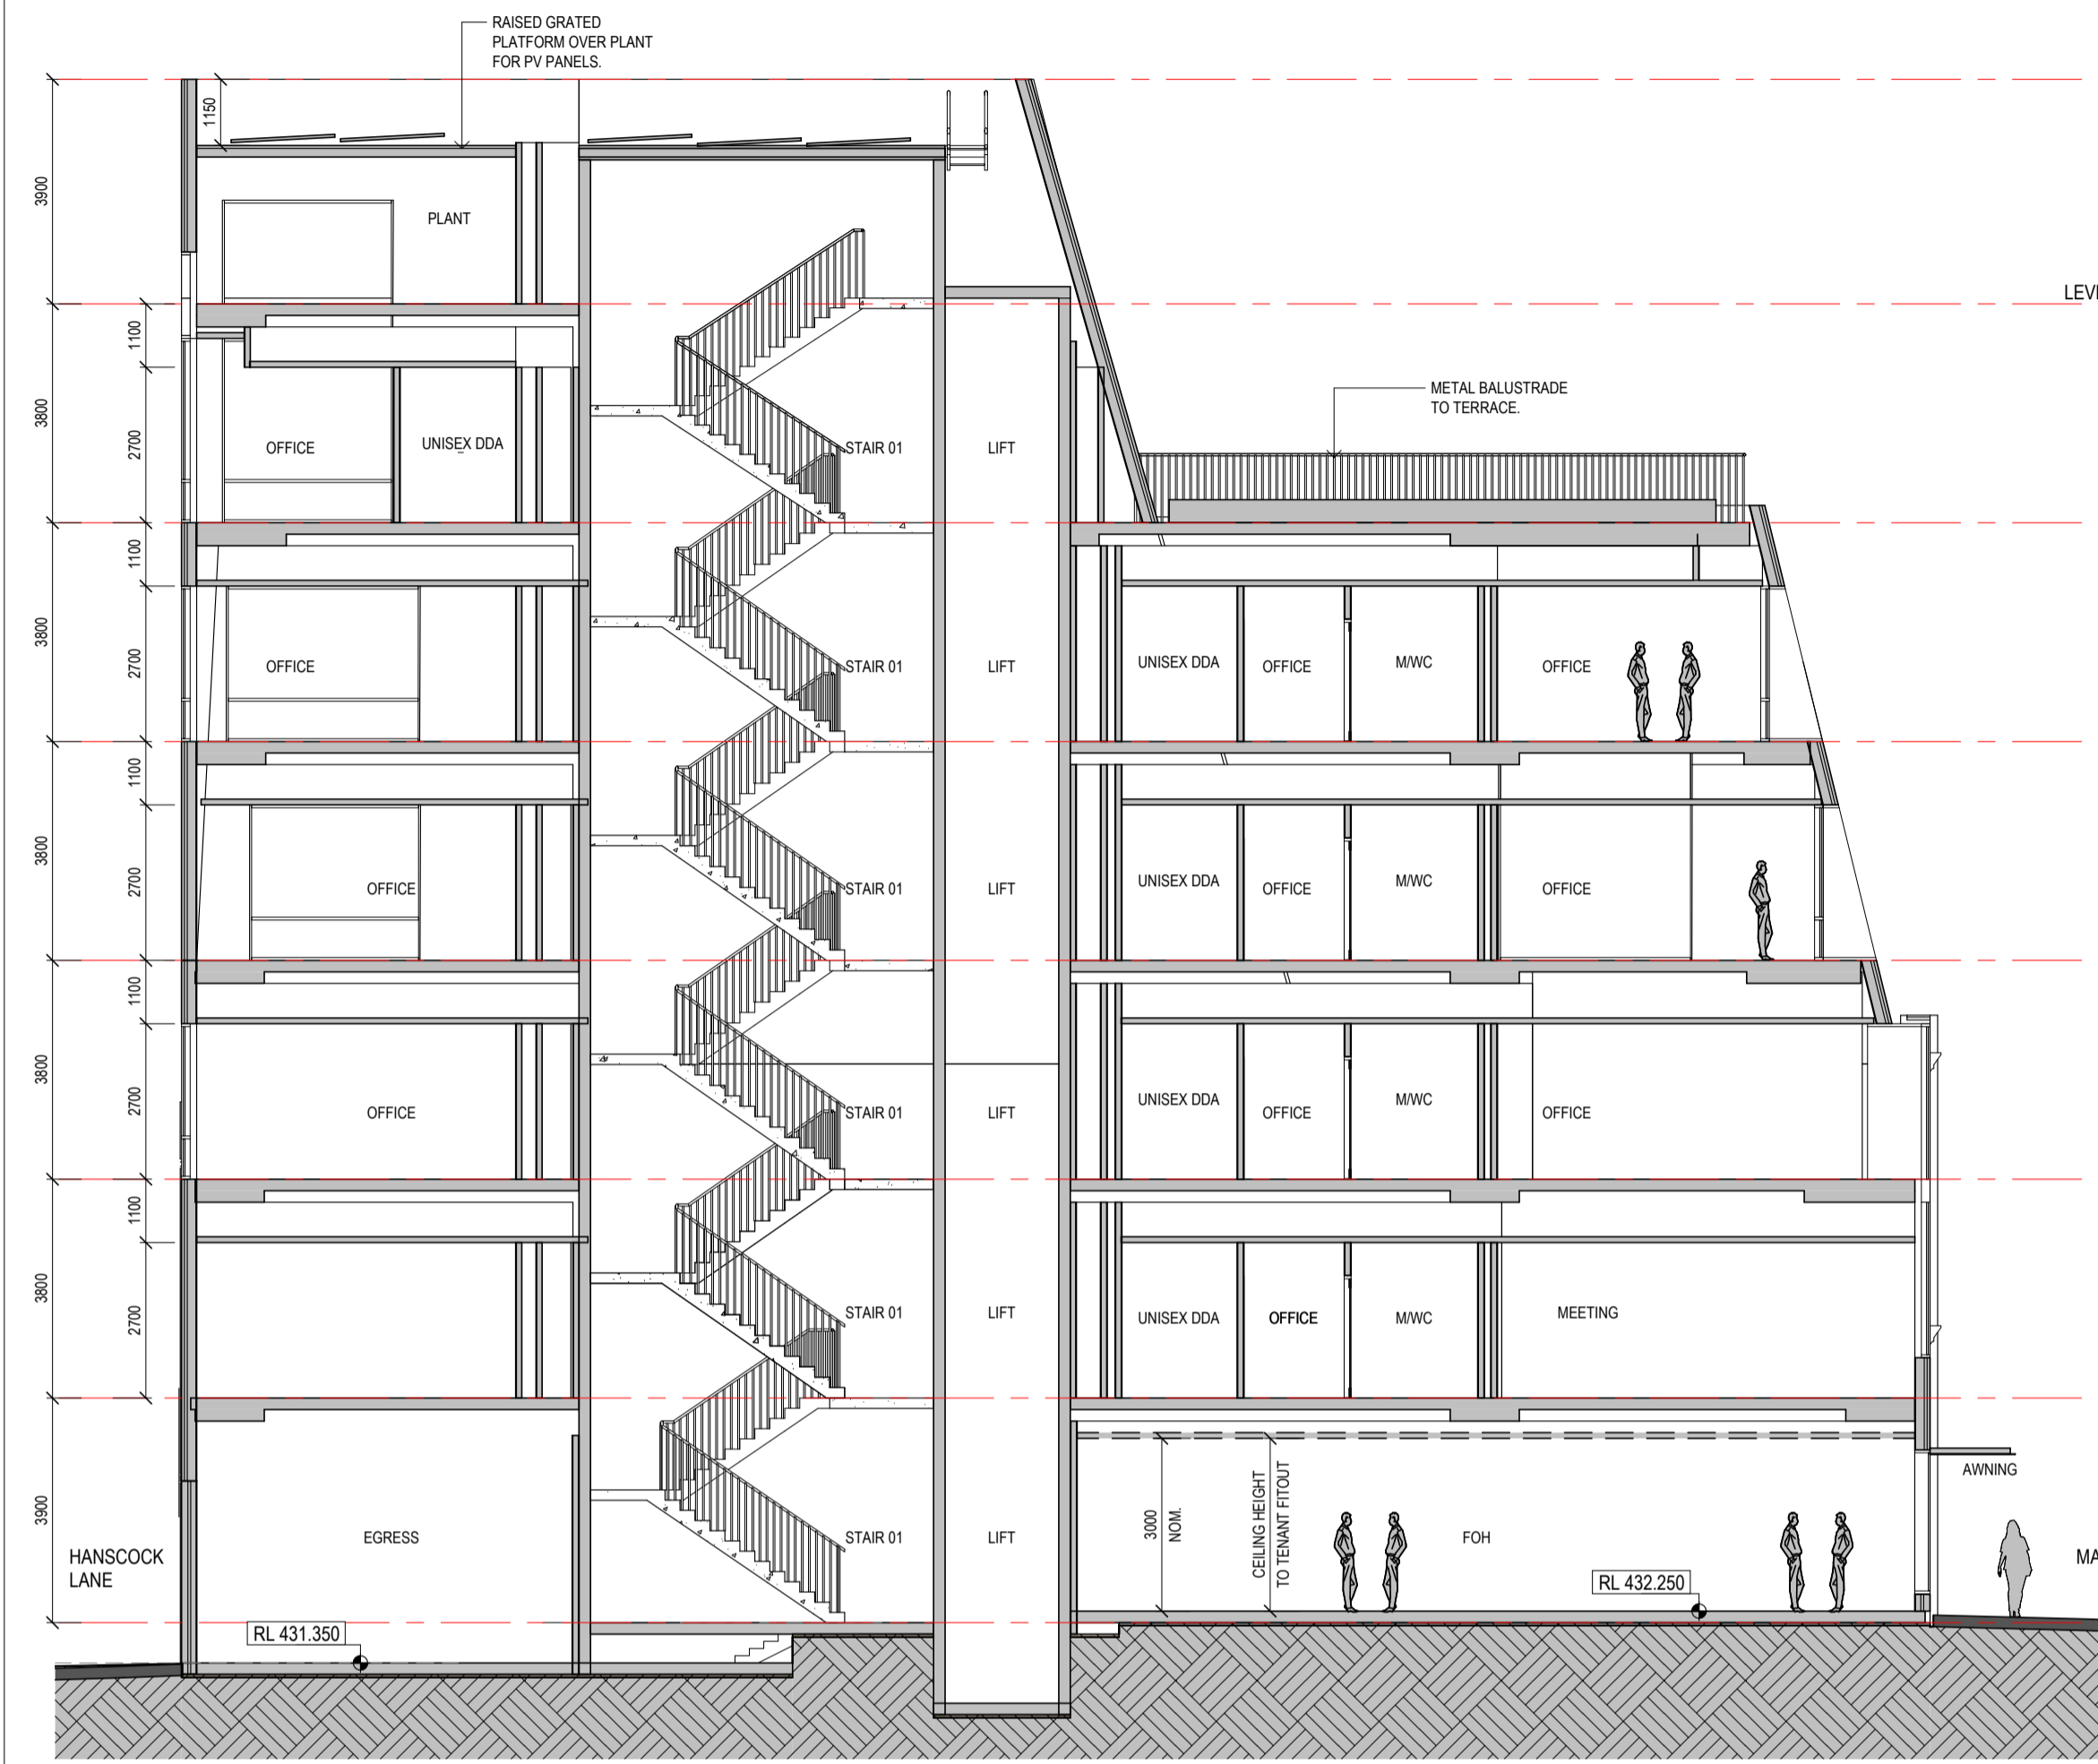 RAISED GRATED
PLATFORM OVER PLANT
FOR PV PANELS.
1150
3900
PLANT
LEVE
1100
3800
2700
OFFICE
UNISEX DDA
STAIR 01
LIFT
METAL BALUSTRADE
TO TERRACE.
1100
3800
2700
OFFICE
STAIR 01
LIFT
UNISEX DDA
OFFICE
M/WC
OFFICE
1100
3800
2700
OFFICE
STAIR 01
LIFT
UNISEX DDA
OFFICE
M/WC
OFFICE
1100
3800
2700
OFFICE
STAIR 01
LIFT
UNISEX DDA
OFFICE
M/WC
OFFICE
1100
3800
2700
STAIR 01
LIFT
UNISEX DDA
OFFICE
M/WC
MEETING
3900
HANSCOCK
LANE
EGRESS
STAIR 01
LIFT
3000
NOM.
CEILING HEIGHT
TO TENANT FITOUT
FOH
AWNING
MA
RL 432.250
RL 431.350